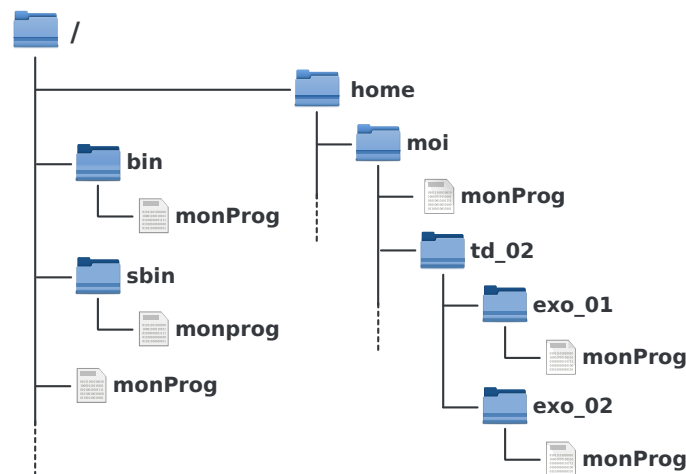 /
home
moi
bin
monProg
monProg
td_02
sbin
exo_01
monprog
monProg
monProg
exo_02
monProg